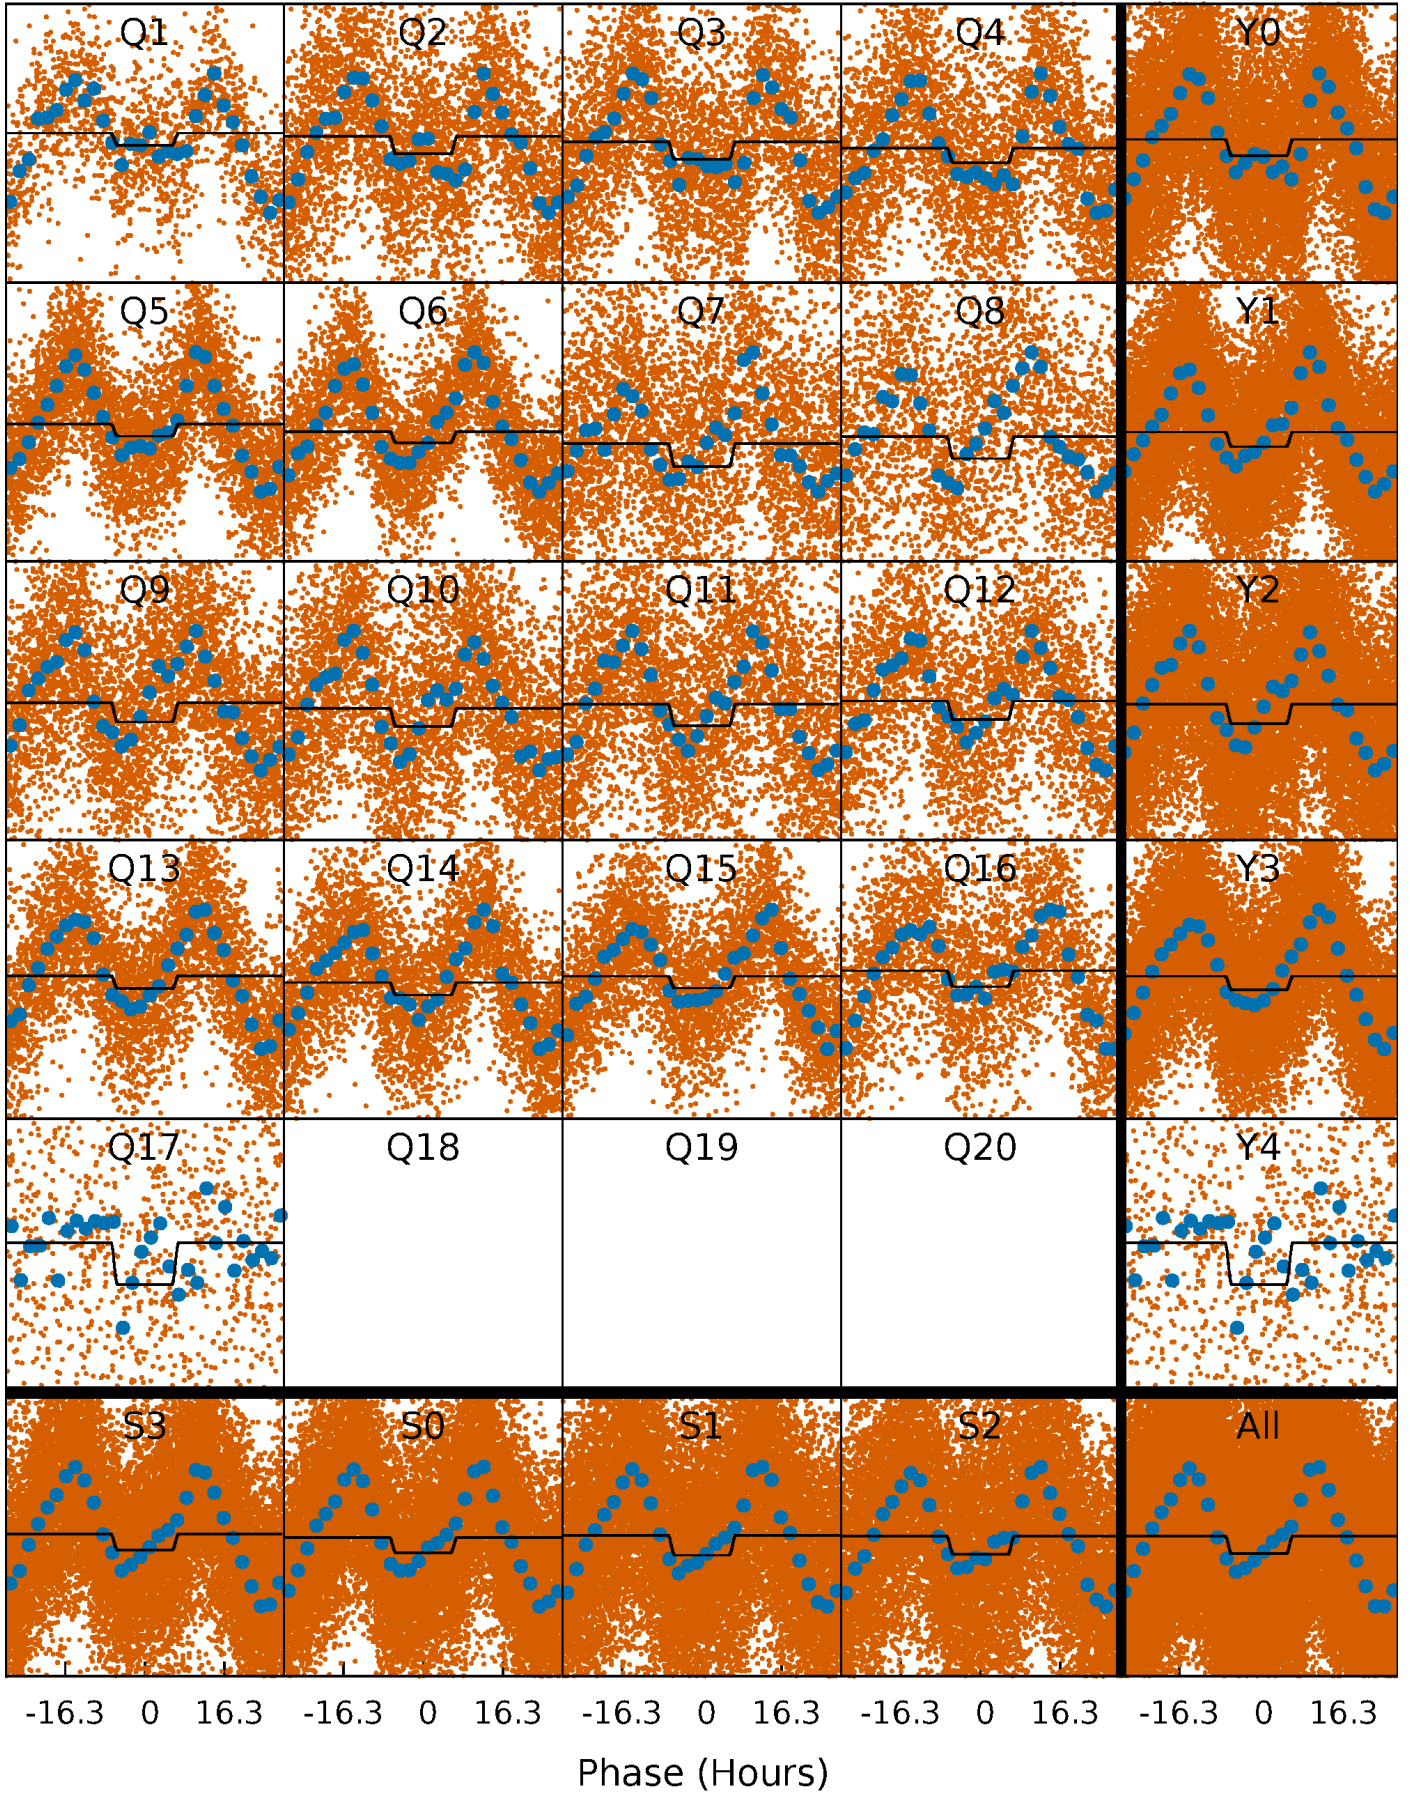 Q1 Q2 Q3 Q4 Y0
Q5 Q6 Q7 Q8 Y1
Q9 Q10 Q11 Q12 Y2
Q13 Q14 Q15 Q16 Y3
Q17 Q18 Q19 Q20 Y4
S3 S0 S1 S2 All
-16.3 0 16.3 -16.3 0 16.3 -16.3 0 16.3 -16.3 0 16.3 -16.3 0 16.3
Phase (Hours)